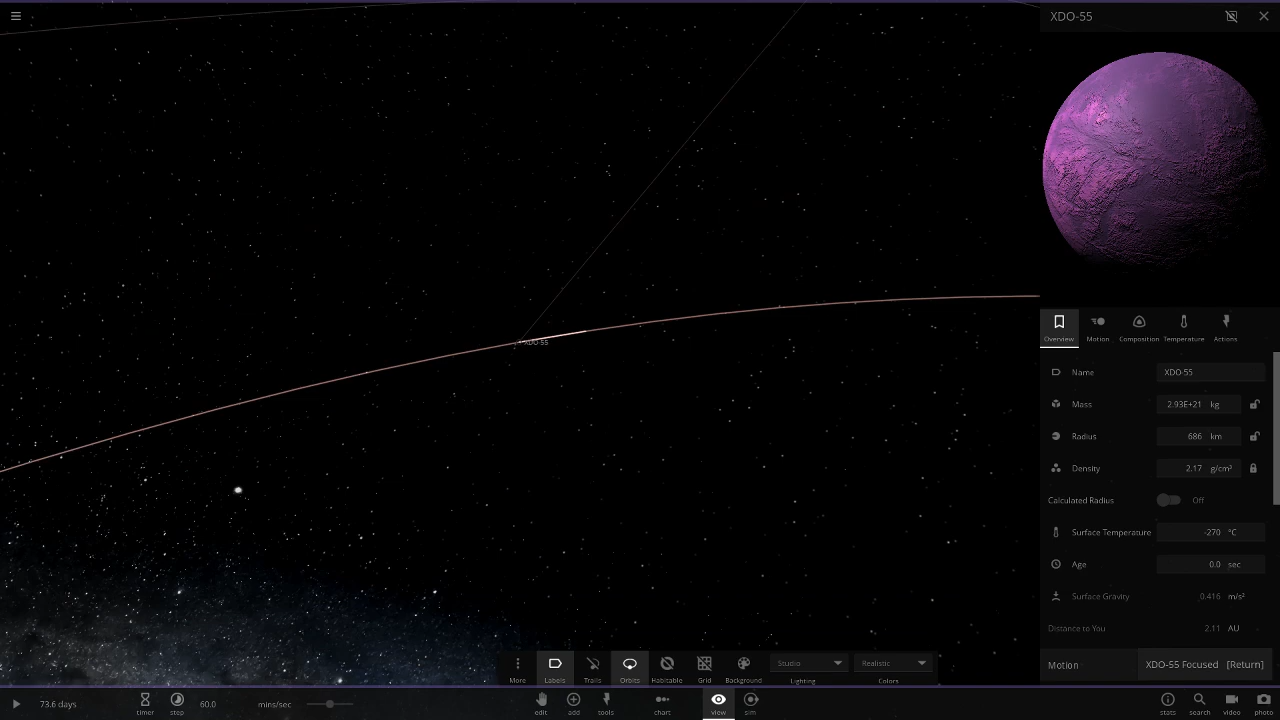 XDO-55
XDO-55
Overview Motion Composition Temperature Actions
Name XDO-55
Mass 2.93E+21 kg
Radius 686 km
Density 2.17 g/cm³
Calculated Radius Off
Surface Temperature -270 °C
Age 0.0 sec
Surface Gravity 0.416 m/s²
Distance to You 2.11 AU
Motion XDO-55 Focused [Return]
More Labels Trails Orbits Habitable Grid Background Studio Lighting Realistic Colors
73.6 days timer step 60.0 mins/sec edit add tools chart view sim stats search video photo